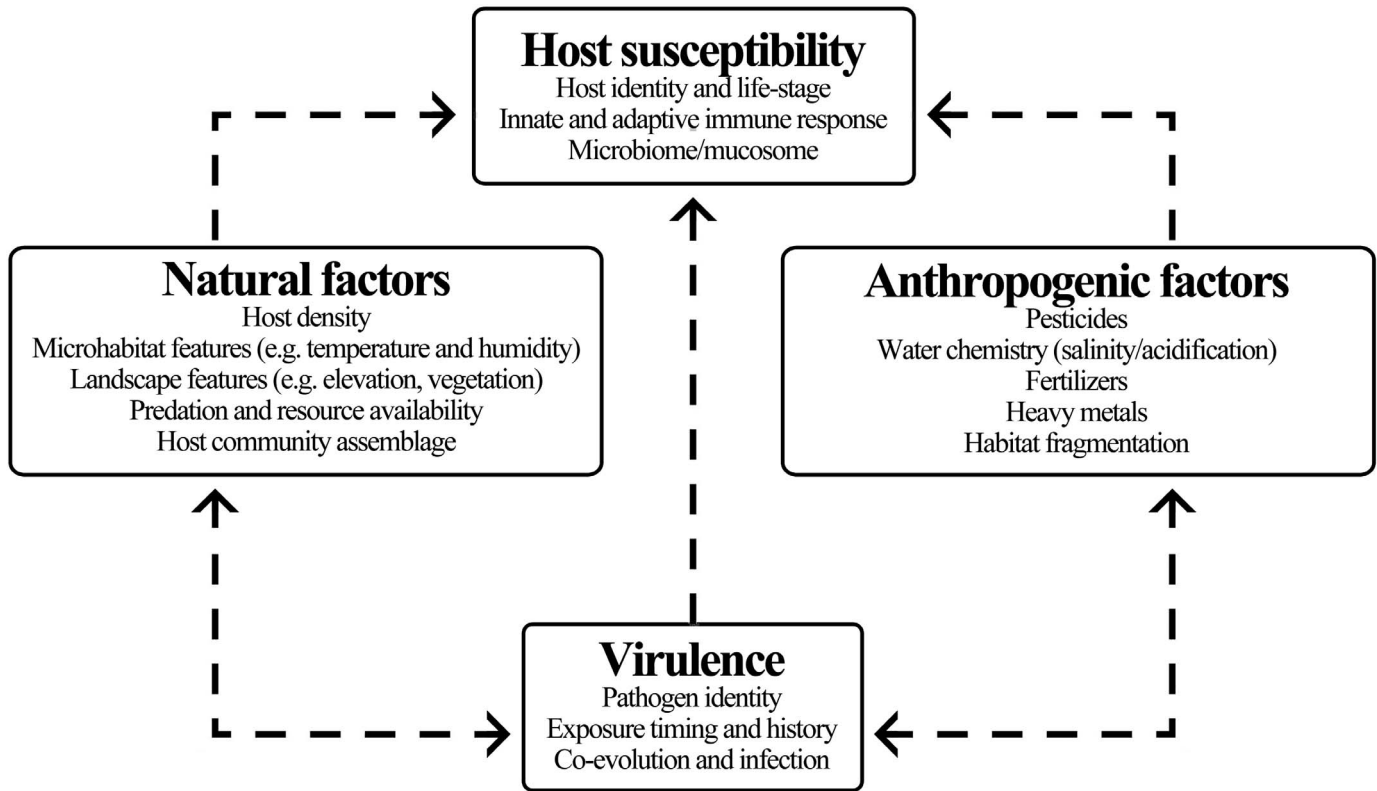 Host susceptibility
Host identity and life-stage
Innate and adaptive immune response
Microbiome/mucosome
Natural factors
Host density
Microhabitat features (e.g. temperature and humidity)
Landscape features (e.g. elevation, vegetation)
Predation and resource availability
Host community assemblage
Anthropogenic factors
Pesticides
Water chemistry (salinity/acidification)
Fertilizers
Heavy metals
Habitat fragmentation
Virulence
Pathogen identity
Exposure timing and history
Co-evolution and infection